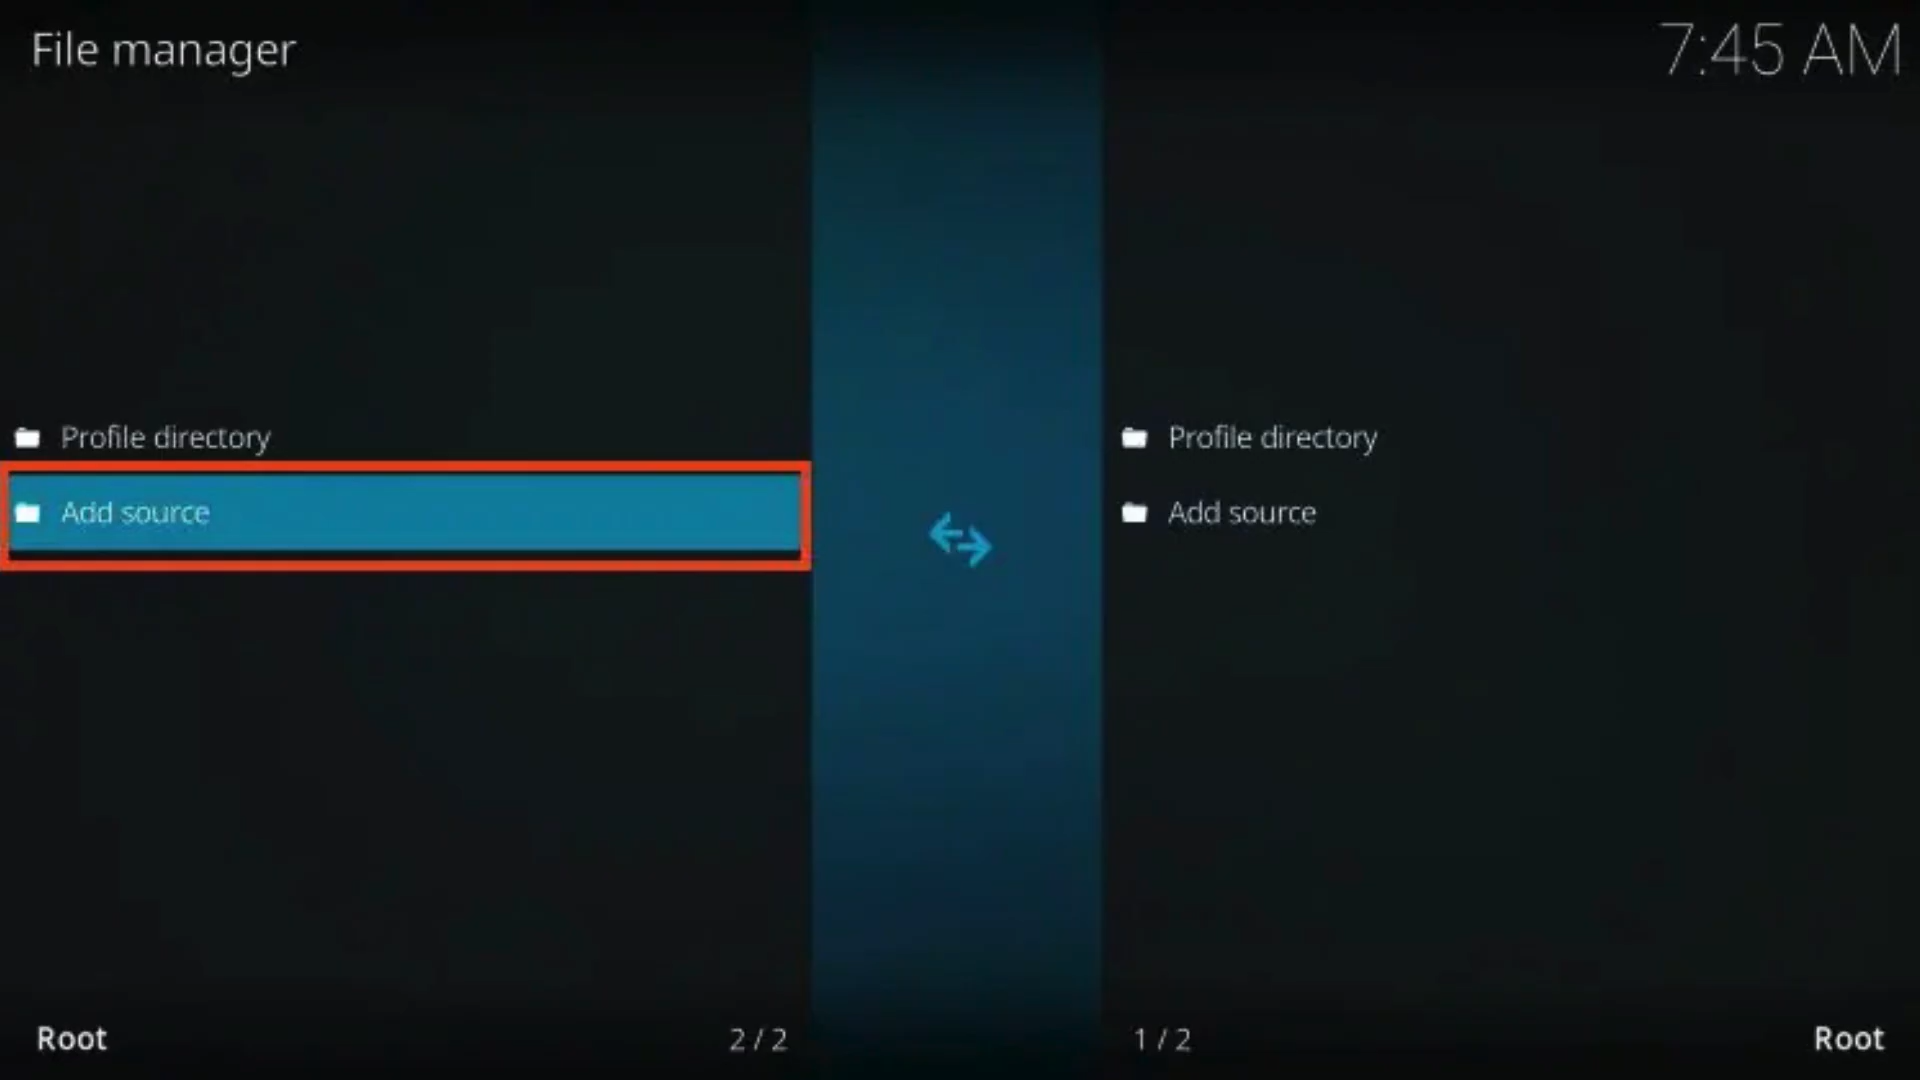 File manager
7:45 AM
Profile directory
Add source
Profile directory
Add source
Root
2 / 2
1 / 2
Root